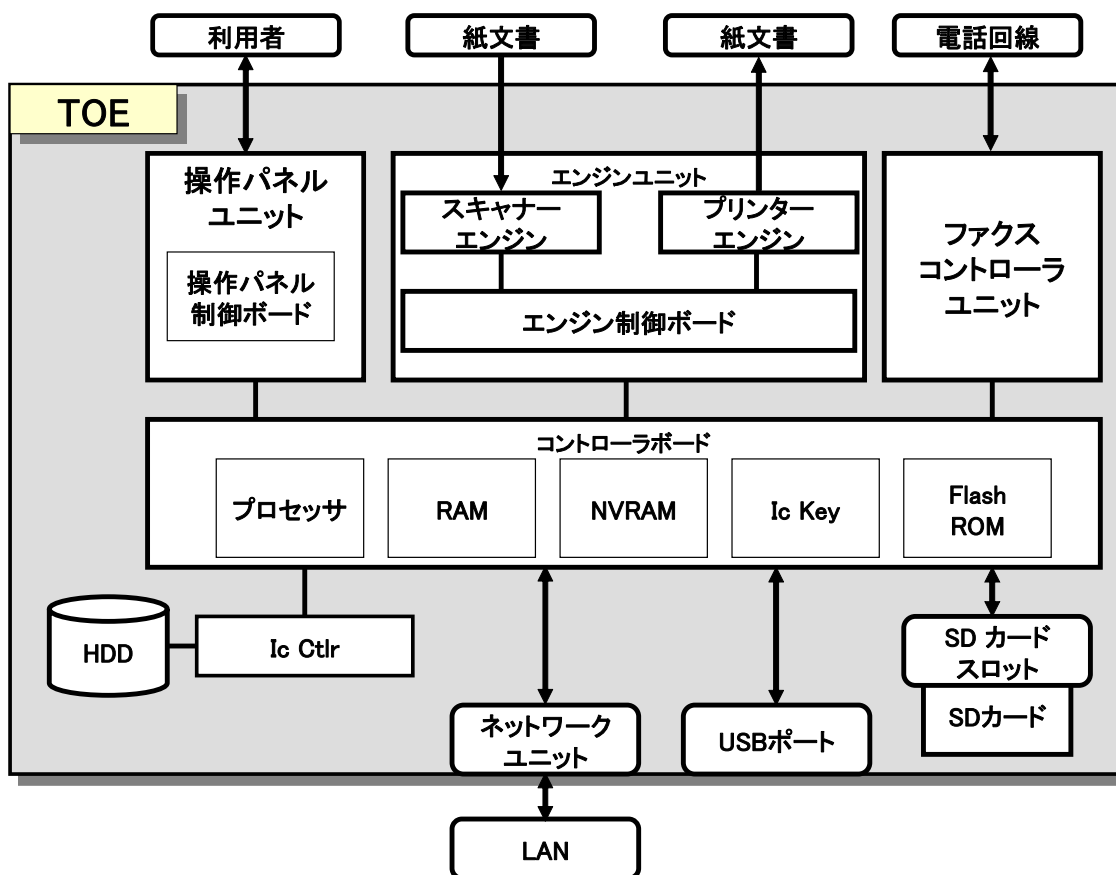 利用者
紙文書
紙文書
電話回線
TOE
操作パネル
ユニット
操作パネル
制御ボード
エンジンユニット
スキャナー
エンジン
プリンター
エンジン
エンジン制御ボード
ファクス
コントローラ
ユニット
コントローラボード
プロセッサ
RAM
NVRAM
Ic Key
Flash
ROM
HDD
Ic Ctlr
SD カード
スロット
SDカード
ネットワーク
ユニット
USBポート
LAN